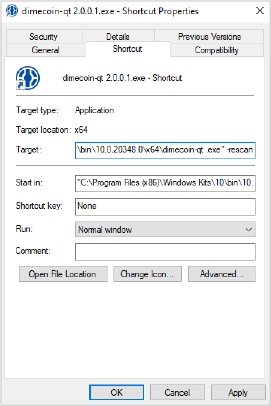 dimecoin-qt 2.0.0.1.exe - Shortcut Properties
Security Details Previous Versions
General Shortcut Compatibility
dimecoin-qt 2.0.0.1.exe - Shortcut
Target type: Application
Target location: x64
Target: \bin\10.0.20348.0\x64\dimecoin-qt .exe" -rescan
Start in: "C:\Program Files (x86)\Windows Kits\10\bin\10.
Shortcut key: None
Run: Normal window
Comment:
Open File Location Change Icon... Advanced...
OK Cancel Apply